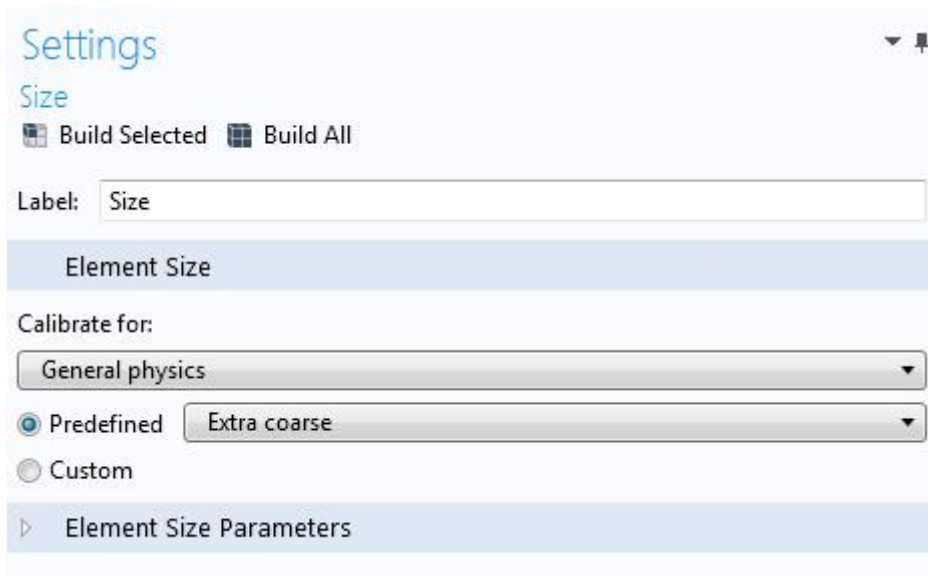 Settings
Size
Build Selected Build All
Label: Size
Element Size
Calibrate for:
General physics
Predefined Extra coarse
Custom
Element Size Parameters